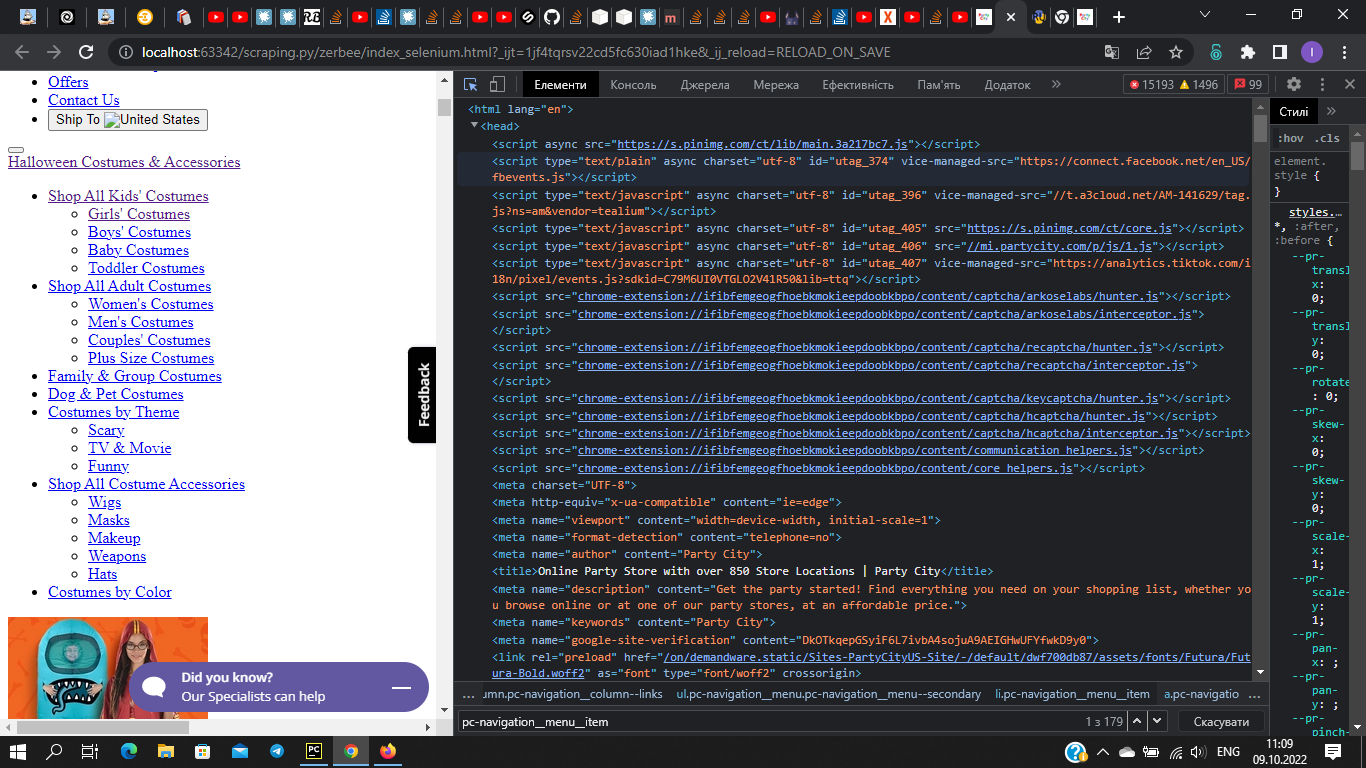 localhost:63342/scraping.py/zerbee/index_selenium.html?_ijt=1jf4tqrsv22cd5fc630iad1hke&_ij_reload=RELOAD_ON_SAVE
Offers
Contact Us
Ship To United States
Halloween Costumes & Accessories
Shop All Kids' Costumes
Girls' Costumes
Boys' Costumes
Baby Costumes
Toddler Costumes
Shop All Adult Costumes
Women's Costumes
Men's Costumes
Couples' Costumes
Plus Size Costumes
Family & Group Costumes
Dog & Pet Costumes
Costumes by Theme
Scary
TV & Movie
Funny
Shop All Costume Accessories
Wigs
Masks
Makeup
Weapons
Hats
Costumes by Color
Feedback
Did you know?
Our Specialists can help
Елементи Консоль Джерела Мережа Ефективність Пам'ять Додаток » 15193 1496 99
<html lang="en">
<head>
<script async src="https://s.pinimg.com/ct/lib/main.3a217bc7.js"></script>
<script type="text/plain" async charset="utf-8" id="utag_374" vice-managed-src="https://connect.facebook.net/en_US/
fbevents.js"></script>
<script type="text/javascript" async charset="utf-8" id="utag_396" vice-managed-src="//t.a3cloud.net/AM-141629/tag.
js?ns=am&vendor=tealium"></script>
<script type="text/javascript" async charset="utf-8" id="utag_405" src="https://s.pinimg.com/ct/core.js"></script>
<script type="text/javascript" async charset="utf-8" id="utag_406" src="//mi.partycity.com/p/js/1.js"></script>
<script type="text/javascript" async charset="utf-8" id="utag_407" vice-managed-src="https://analytics.tiktok.com/i
18n/pixel/events.js?sdkid=C79M6UI0VTGLO2V41R50&lib=ttq"></script>
<script src="chrome-extension://ifibfemgeogfhoebkmokieepdoobkbpo/content/captcha/arkoselabs/hunter.js"></script>
<script src="chrome-extension://ifibfemgeogfhoebkmokieepdoobkbpo/content/captcha/arkoselabs/interceptor.js">
</script>
<script src="chrome-extension://ifibfemgeogfhoebkmokieepdoobkbpo/content/captcha/recaptcha/hunter.js"></script>
<script src="chrome-extension://ifibfemgeogfhoebkmokieepdoobkbpo/content/captcha/recaptcha/interceptor.js">
</script>
<script src="chrome-extension://ifibfemgeogfhoebkmokieepdoobkbpo/content/captcha/keycaptcha/hunter.js"></script>
<script src="chrome-extension://ifibfemgeogfhoebkmokieepdoobkbpo/content/captcha/hcaptcha/hunter.js"></script>
<script src="chrome-extension://ifibfemgeogfhoebkmokieepdoobkbpo/content/captcha/hcaptcha/interceptor.js"></script>
<script src="chrome-extension://ifibfemgeogfhoebkmokieepdoobkbpo/content/communication_helpers.js"></script>
<script src="chrome-extension://ifibfemgeogfhoebkmokieepdoobkbpo/content/core_helpers.js"></script>
<meta charset="UTF-8">
<meta http-equiv="x-ua-compatible" content="ie=edge">
<meta name="viewport" content="width=device-width, initial-scale=1">
<meta name="format-detection" content="telephone=no">
<meta name="author" content="Party City">
<title>Online Party Store with over 850 Store Locations | Party City</title>
<meta name="description" content="Get the party started! Find everything you need on your shopping list, whether yo
u browse online or at one of our party stores, at an affordable price.">
<meta name="keywords" content="Party City">
<meta name="google-site-verification" content="DkOTkqepGSyiF6L7ivbA4sojuA9AEIGHwUFYfwkD9y0">
<link rel="preload" href="/on/demandware.static/Sites-PartyCityUS-Site/-/default/dwf700db87/assets/fonts/Futura/Fut
ura-Bold.woff2" as="font" type="font/woff2" crossorigin>
... umn.pc-navigation__column--links ul.pc-navigation__menu.pc-navigation__menu--secondary li.pc-navigation__menu__item a.pc-navigatio ...
pc-navigation__menu__item 1 з 179 Скасувати
Стилі »
:hov .cls
element.
style {
}
styles.…
*, :after,
:before {
--pr-
transl
x:
0;
--pr-
transl
y:
0;
--pr-
rotate
: 0;
--pr-
skew-
x:
0;
--pr-
skew-
y:
0;
--pr-
scale-
x:
1;
--pr-
scale-
y:
1;
--pr-
pan-
x: ;
--pr-
pan-
y: ;
--pr-
pinch-
PC
ENG
11:09
09.10.2022